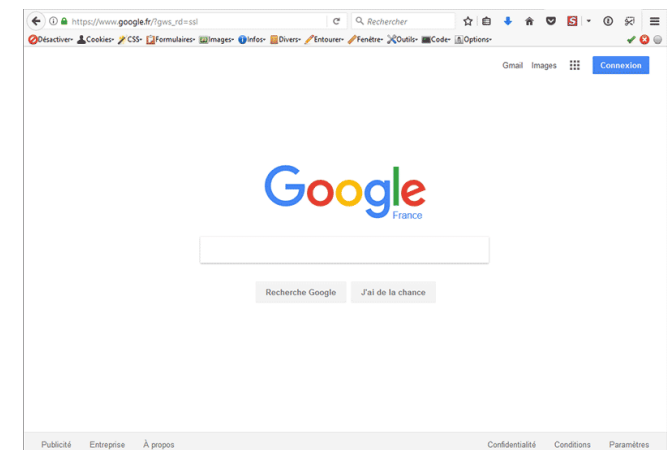 https://www.google.fr/?gws_rd=ssl Rechercher S
Désactiver Cookies CSS Formulaires Images Infos Divers Entourer Fenêtre Outils Code Options
Gmail Images Connexion
Google
France
Recherche Google J'ai de la chance
Publicité Entreprise À propos Confidentialité Conditions Paramètres